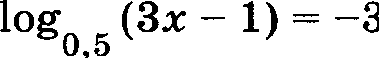 log_{0,5} (3x − 1) = −3